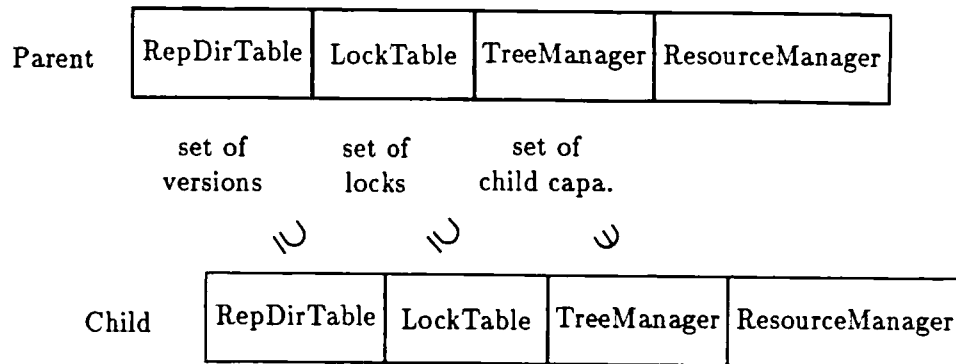 Parent RepDirTable LockTable TreeManager ResourceManager
set of set of set of
versions locks child capa.
Child RepDirTable LockTable TreeManager ResourceManager